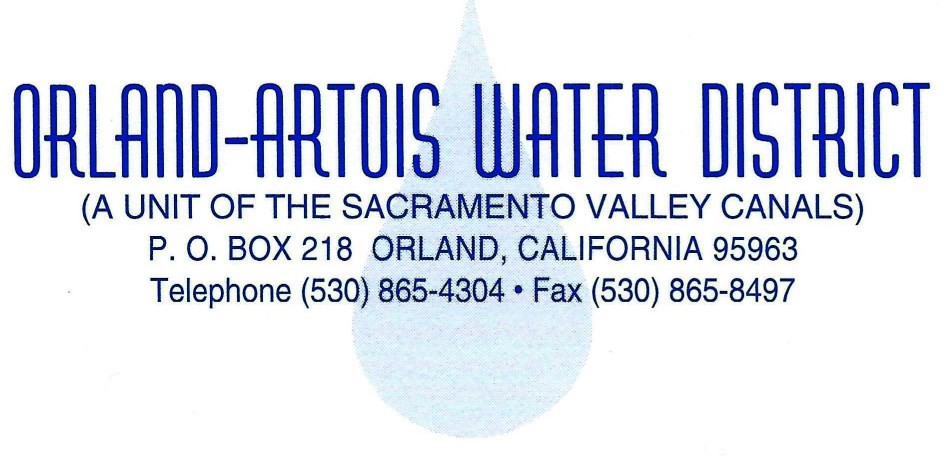 ORLAND-ARTOIS WATER DISTRICT
(A UNIT OF THE SACRAMENTO VALLEY CANALS)
P. O. BOX 218 ORLAND, CALIFORNIA 95963
Telephone (530) 865-4304 • Fax (530) 865-8497